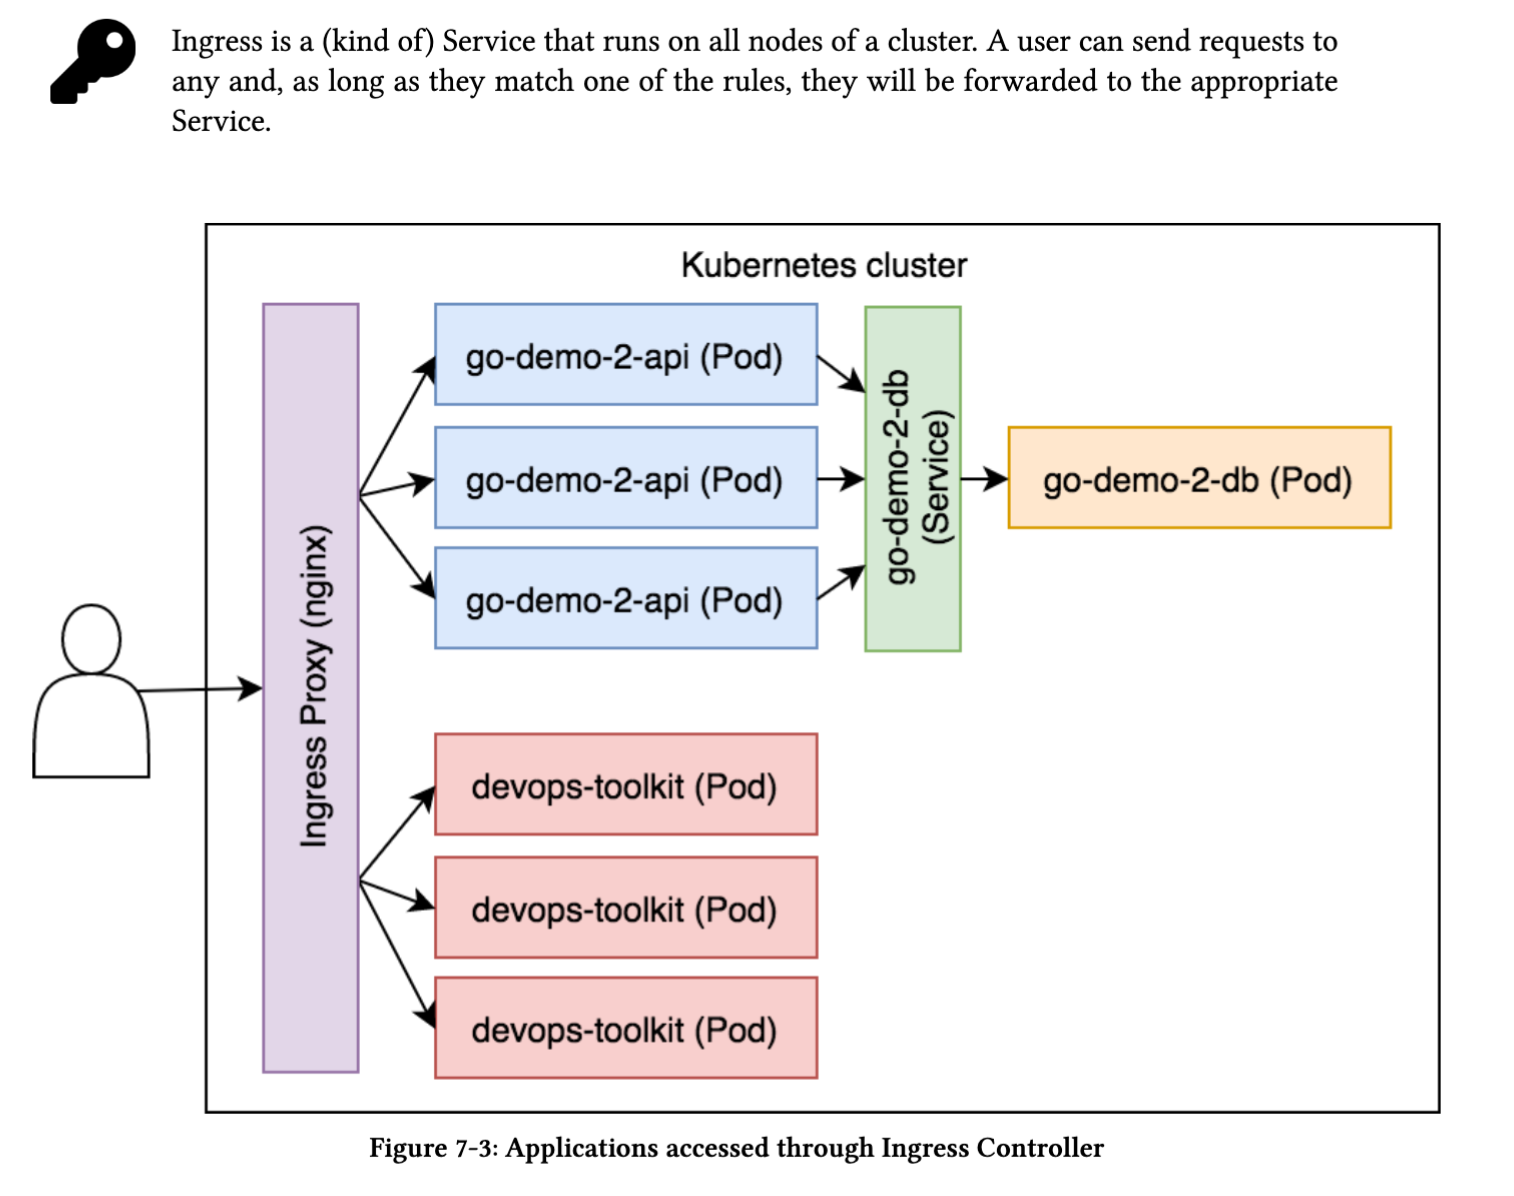 Ingress is a (kind of) Service that runs on all nodes of a cluster. A user can send requests to
any and, as long as they match one of the rules, they will be forwarded to the appropriate
Service.
Kubernetes cluster
Ingress Proxy (nginx)
go-demo-2-api (Pod)
go-demo-2-api (Pod)
go-demo-2-api (Pod)
go-demo-2-db
(Service)
go-demo-2-db (Pod)
devops-toolkit (Pod)
devops-toolkit (Pod)
devops-toolkit (Pod)
Figure 7-3: Applications accessed through Ingress Controller